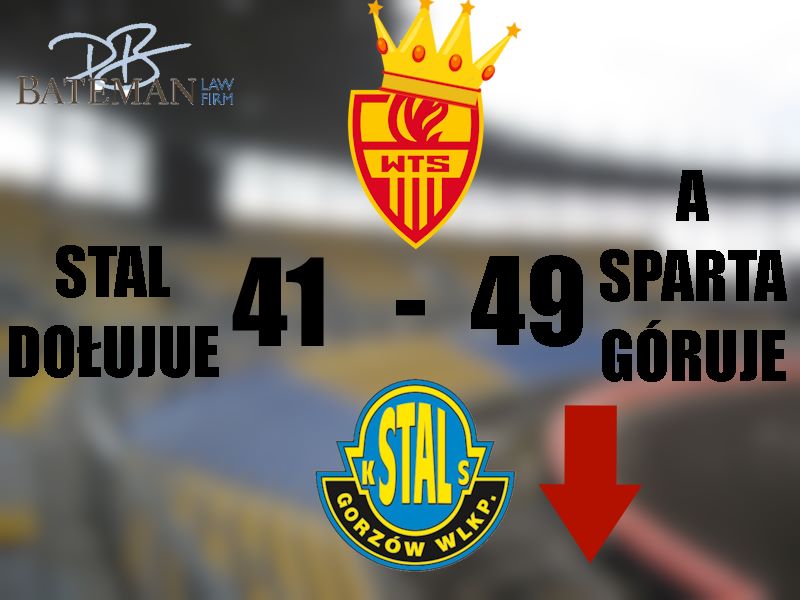 DB
BATEMAN LAW
FIRM
WTS
STAL
DOŁUJUE
41 - 49
A
SPARTA
GÓRUJE
STAL
K S
GORZÓW WLKP.